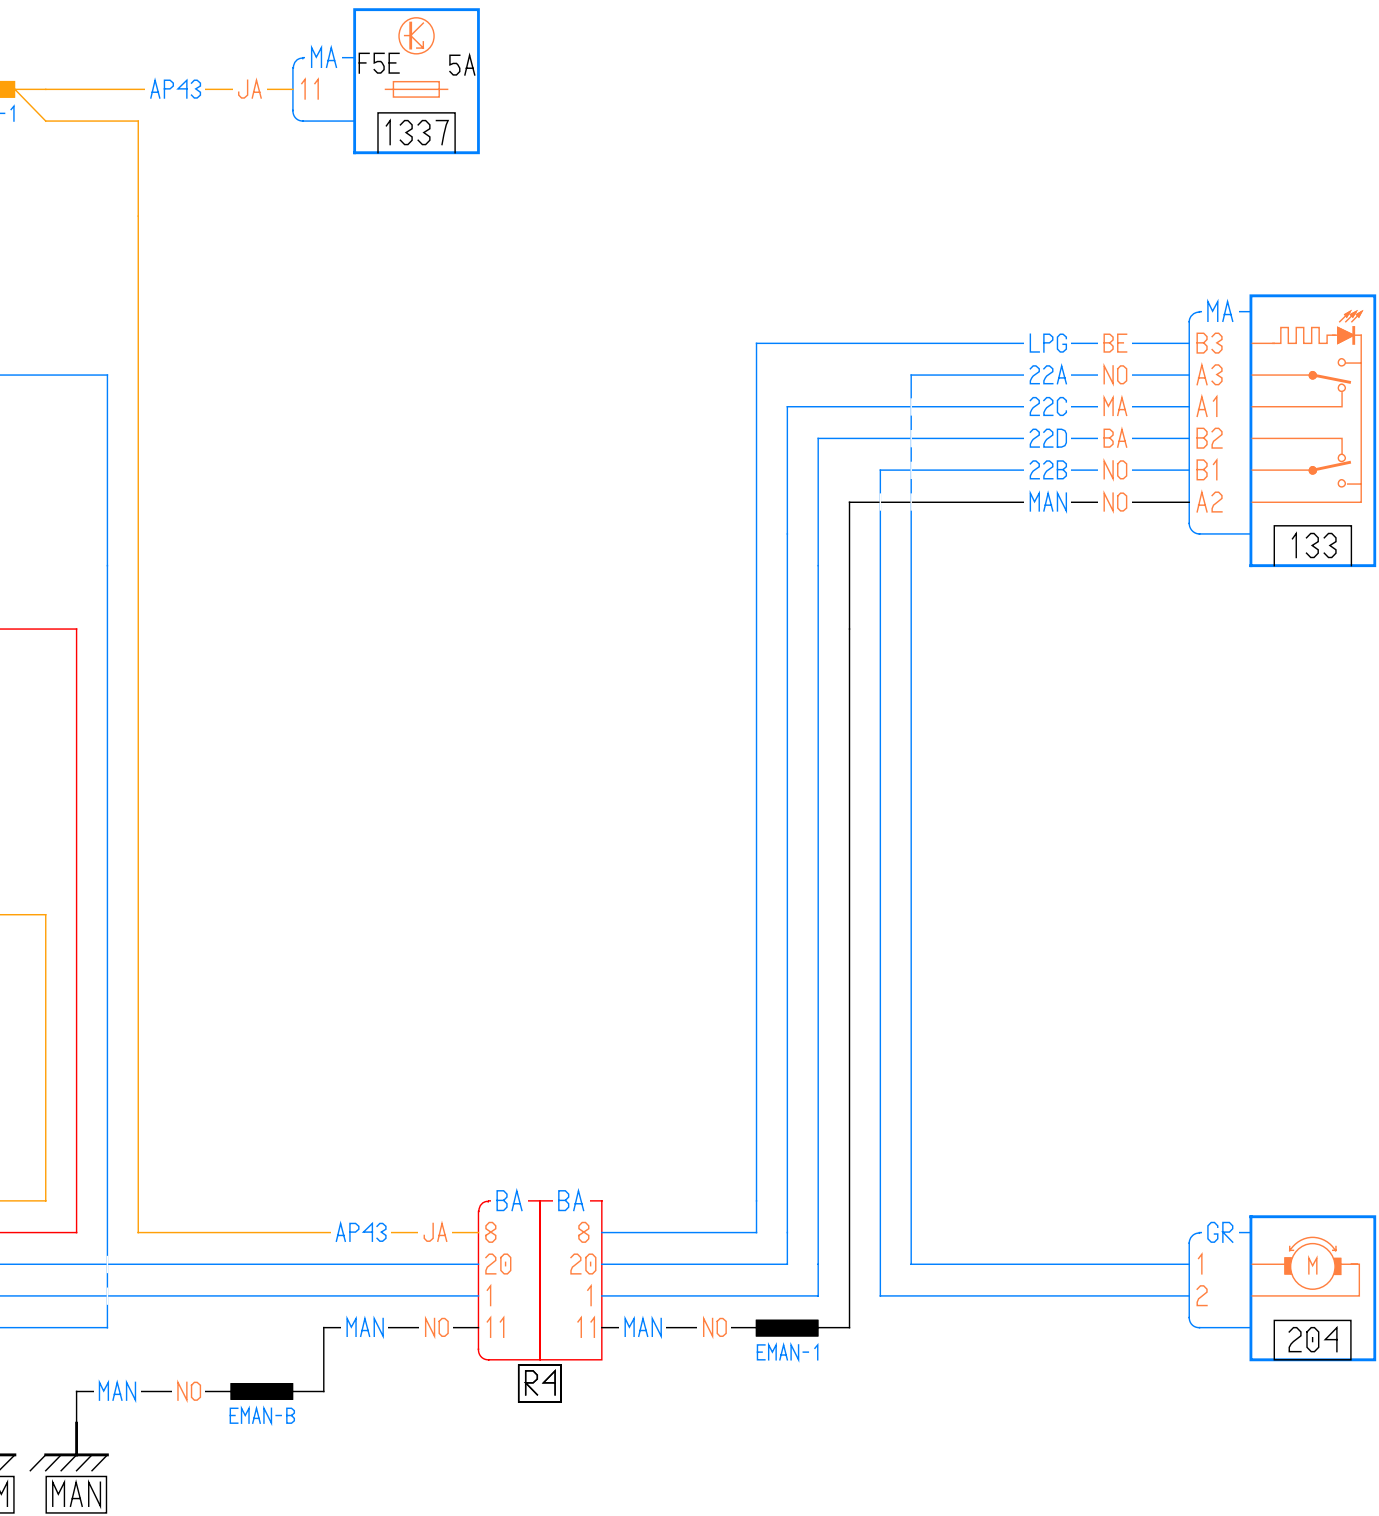 MA
F5E 5A
AP43 JA 11
-1
1337
MA
LPG BE B3
22A NO A3
22C MA A1
22D BA B2
22B NO B1
MAN NO A2
133
BA BA
GR
AP43 JA 8 8
20 20
1 M
1 1
2
MAN NO 11 11 MAN NO
EMAN-1
204
R4
MAN NO
EMAN-B
M MAN